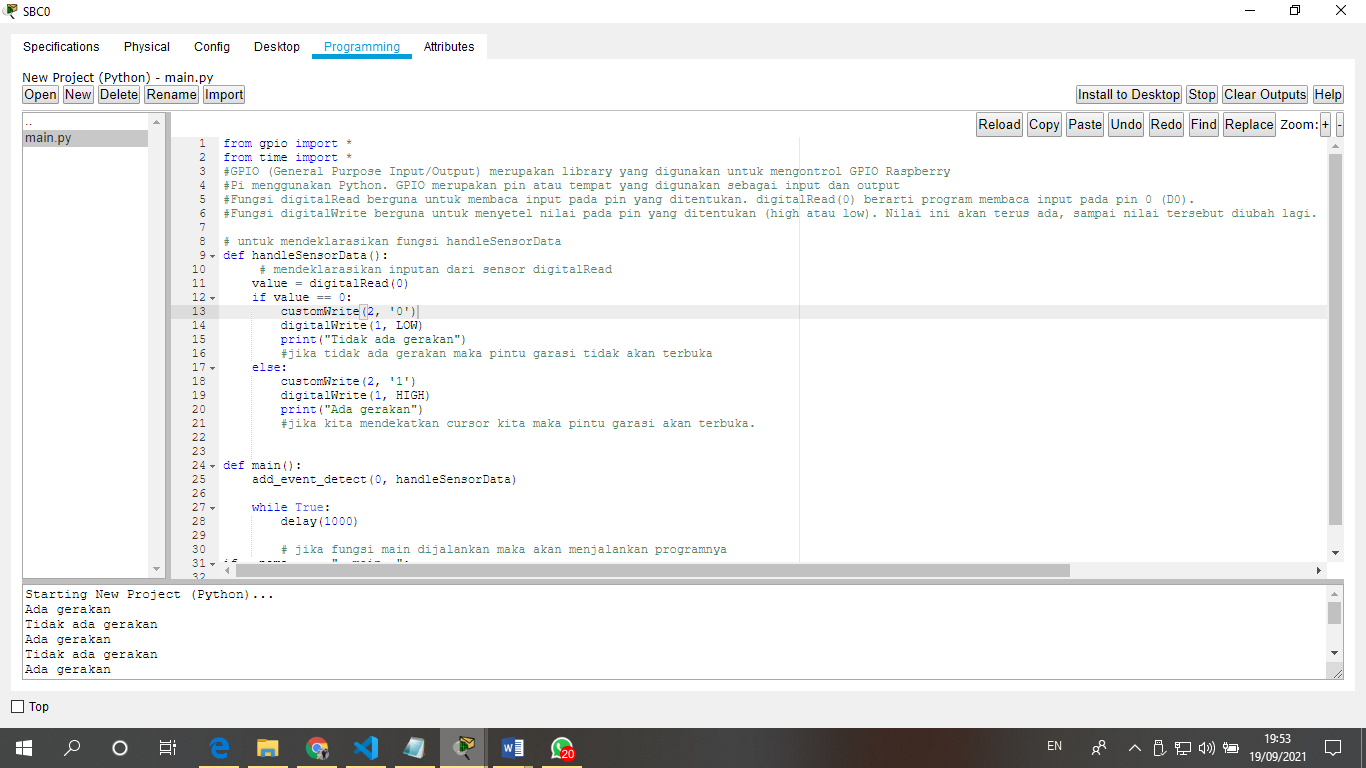 SBC0
Specifications Physical Config Desktop Programming Attributes
New Project (Python) - main.py
Open New Delete Rename Import Install to Desktop Stop Clear Outputs Help
Reload Copy Paste Undo Redo Find Replace Zoom: + -
..
main.py
1 from gpio import *
2 from time import *
3 #GPIO (General Purpose Input/Output) merupakan library yang digunakan untuk mengontrol GPIO Raspberry
4 #Pi menggunakan Python. GPIO merupakan pin atau tempat yang digunakan sebagai input dan output
5 #Fungsi digitalRead berguna untuk membaca input pada pin yang ditentukan. digitalRead(0) berarti program membaca input pada pin 0 (D0).
6 #Fungsi digitalWrite berguna untuk menyetel nilai pada pin yang ditentukan (high atau low). Nilai ini akan terus ada, sampai nilai tersebut diubah lagi.
7
8 # untuk mendeklarasikan fungsi handleSensorData
9 def handleSensorData():
10 # mendeklarasikan inputan dari sensor digitalRead
11 value = digitalRead(0)
12 if value == 0:
13 customWrite(2, '0')
14 digitalWrite(1, LOW)
15 print("Tidak ada gerakan")
16 #jika tidak ada gerakan maka pintu garasi tidak akan terbuka
17 else:
18 customWrite(2, '1')
19 digitalWrite(1, HIGH)
20 print("Ada gerakan")
21 #jika kita mendekatkan cursor kita maka pintu garasi akan terbuka.
22
23
24 def main():
25 add_event_detect(0, handleSensorData)
26
27 while True:
28 delay(1000)
29
30 # jika fungsi main dijalankan maka akan menjalankan programnya
31
32
Starting New Project (Python)...
Ada gerakan
Tidak ada gerakan
Ada gerakan
Tidak ada gerakan
Ada gerakan
Top
20
EN
19:53
19/09/2021